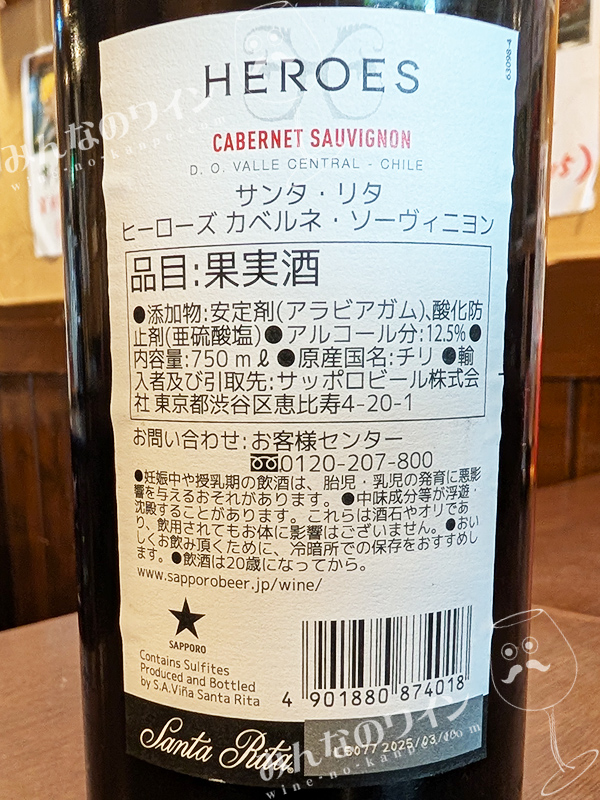 63098-4
HEROES
CABERNET SAUVIGNON
D. O. VALLE CENTRAL - CHILE
サンタ・リタ
ヒーローズ カベルネ・ソーヴィニヨン
品目:果実酒
●添加物:安定剤(アラビアガム)、酸化防
止剤(亜硫酸塩)●アルコール分:12.5%●
内容量:750mℓ ●原産国名:チリ ●輸
入者及び引取先:サッポロビール株式会
社 東京都渋谷区恵比寿4-20-1
お問い合わせ:お客様センター
0120-207-800
●妊娠中や授乳期の飲酒は、胎児・乳児の発育に悪影
響を与えるおそれがあります。●中味成分等が浮遊・
沈殿することがあります。これらは酒石やオリであ
り、飲用されてもお体に影響はございません。●おい
しくお飲み頂くために、冷暗所での保存をおすすめし
ます。●飲酒は20歳になってから。
www.sapporobeer.jp/wine/
SAPPORO
Contains Sulfites
Produced and Bottled
by S.A.Viña Santa Rita
4 901880 874018
Santa Rita
みんなのワイン
wine-no-kanpo.com